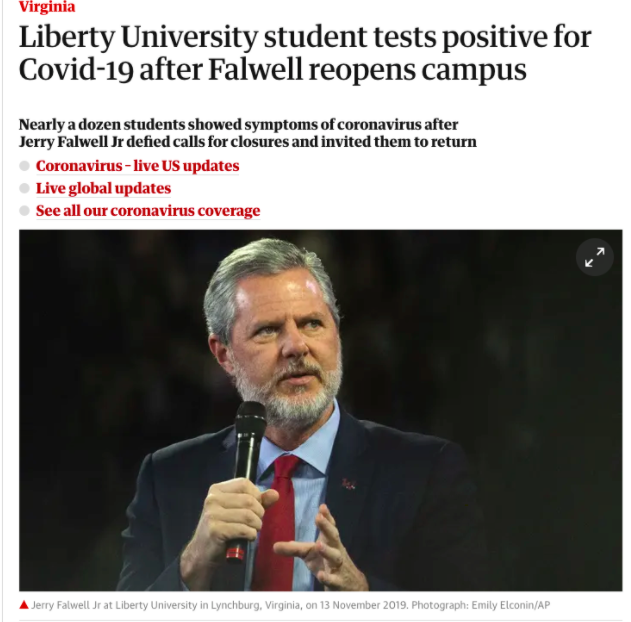 Virginia
Liberty University student tests positive for
Covid-19 after Falwell reopens campus
Nearly a dozen students showed symptoms of coronavirus after
Jerry Falwell Jr defied calls for closures and invited them to return
Coronavirus – live US updates
Live global updates
See all our coronavirus coverage
Jerry Falwell Jr at Liberty University in Lynchburg, Virginia, on 13 November 2019. Photograph: Emily Elconin/AP